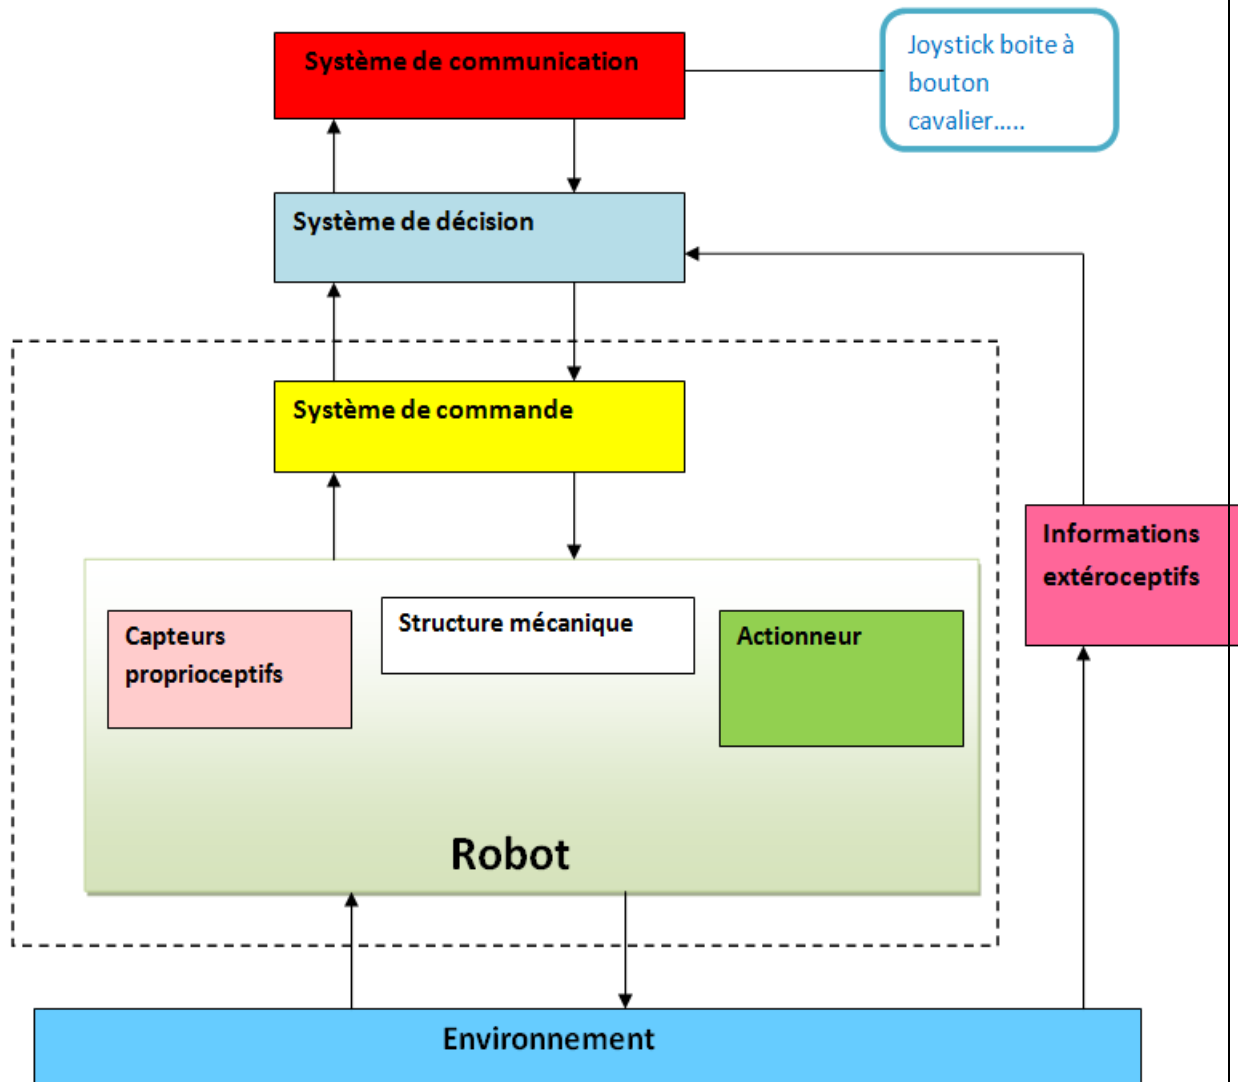 Système de communication
Joystick boite à
bouton
cavalier.....
Système de décision
Système de commande
Informations
extéroceptifs
Capteurs
proprioceptifs
Structure mécanique
Actionneur
Robot
Environnement